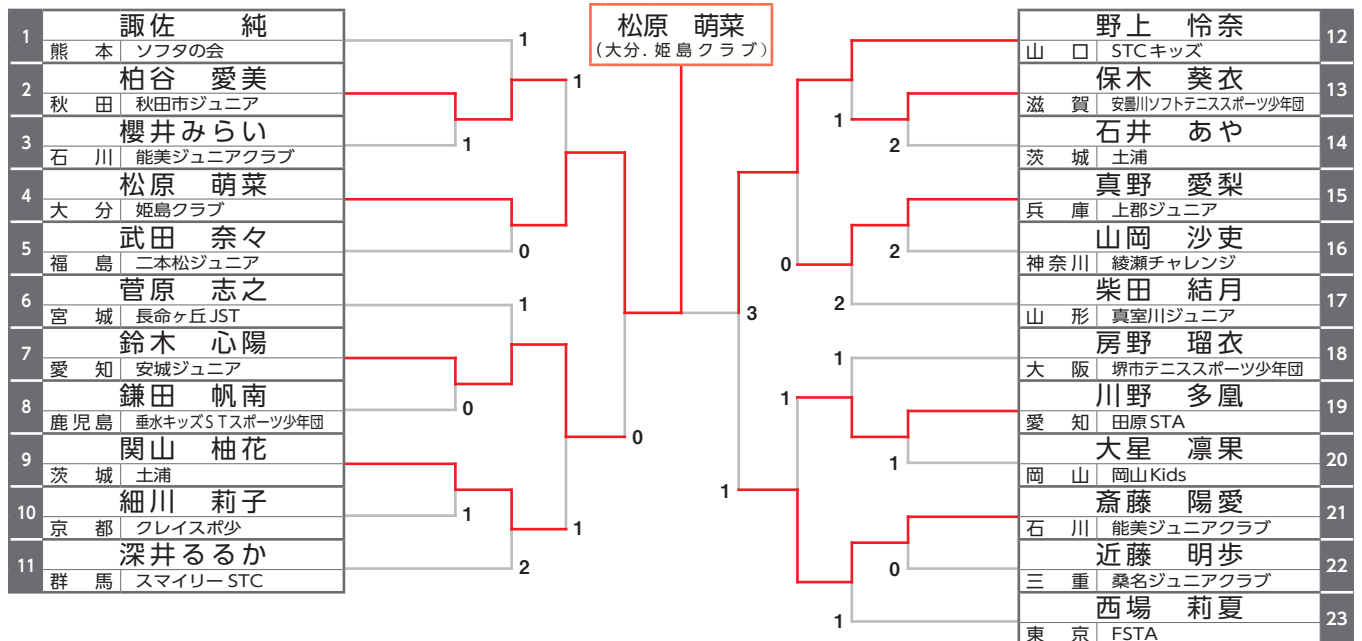 松原 萌菜
(大分.姫島クラブ)
1 諏佐 純
熊本 ソフタの会
2 柏谷 愛美
秋田 秋田市ジュニア
3 櫻井みらい
石川 能美ジュニアクラブ
4 松原 萌菜
大分 姫島クラブ
5 武田 奈々
福島 二本松ジュニア
6 菅原 志之
宮城 長命ヶ丘JST
7 鈴木 心陽
愛知 安城ジュニア
8 鎌田 帆南
鹿児島 垂水キッズSTスポーツ少年団
9 関山 柚花
茨城 土浦
10 細川 莉子
京都 クレイスポ少
11 深井るるか
群馬 スマイリーSTC
1
1
1
0
1
0
1
2
1
1
0
3
1
2
2
2
0
1
1
1
0
1
1
野上 怜奈 12
山口 STCキッズ
保木 葵衣 13
滋賀 安曇川ソフトテニススポーツ少年団
石井 あや 14
茨城 土浦
真野 愛梨 15
兵庫 上郡ジュニア
山岡 沙吏 16
神奈川 綾瀬チャレンジ
柴田 結月 17
山形 真室川ジュニア
房野 瑠衣 18
大阪 堺市テニススポーツ少年団
川野 多凰 19
愛知 田原STA
大星 凛果 20
岡山 岡山Kids
斎藤 陽愛 21
石川 能美ジュニアクラブ
近藤 明歩 22
三重 桑名ジュニアクラブ
西場 莉夏 23
東京 FSTA